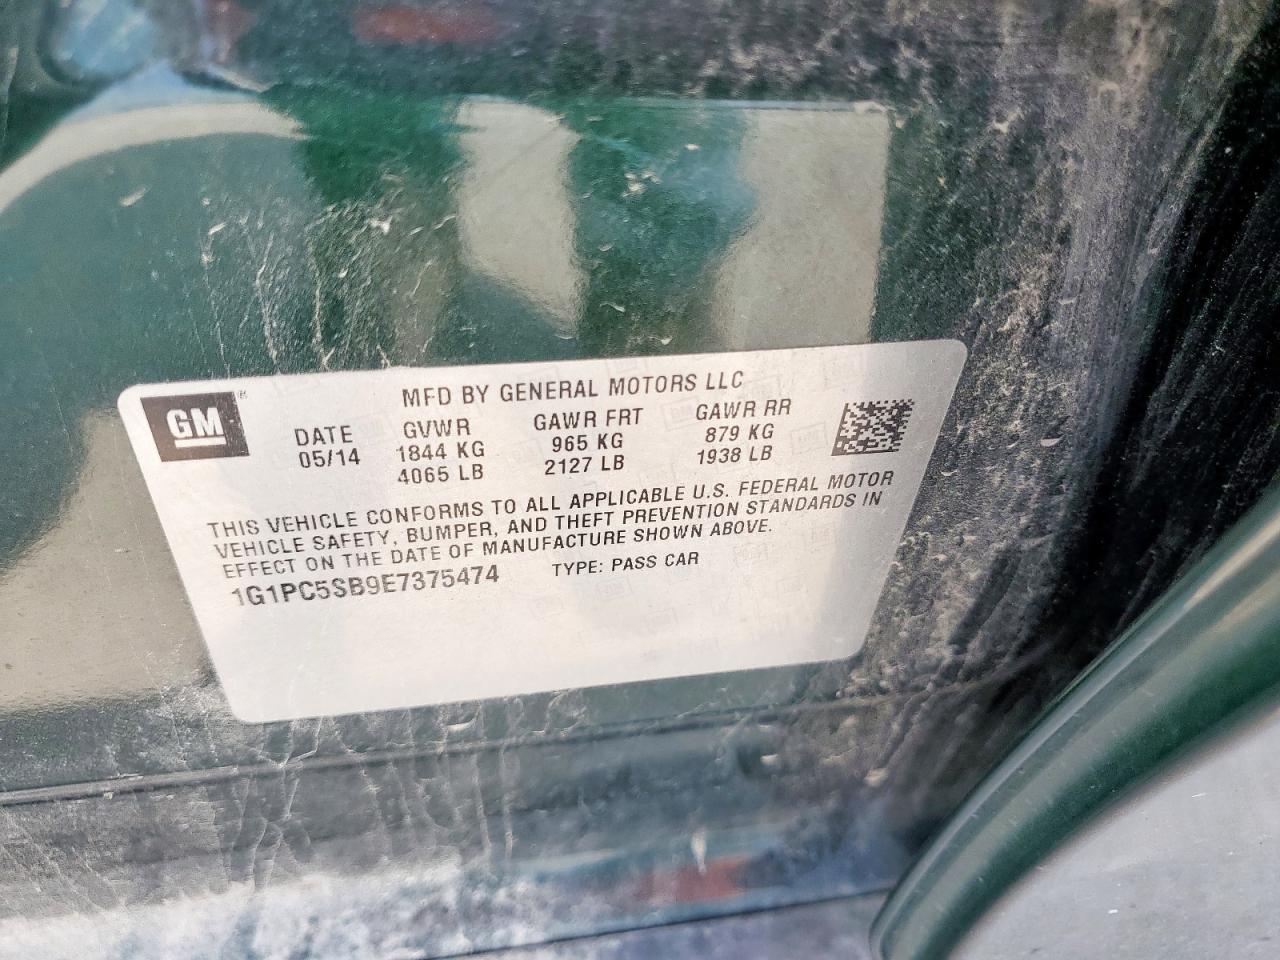 GM
MFD BY GENERAL MOTORS LLC
DATE GVWR GAWR FRT GAWR RR
05/14 1844 KG 965 KG 879 KG
4065 LB 2127 LB 1938 LB
THIS VEHICLE CONFORMS TO ALL APPLICABLE U.S. FEDERAL MOTOR
VEHICLE SAFETY, BUMPER, AND THEFT PREVENTION STANDARDS IN
EFFECT ON THE DATE OF MANUFACTURE SHOWN ABOVE.
1G1PC5SB9E7375474 TYPE: PASS CAR